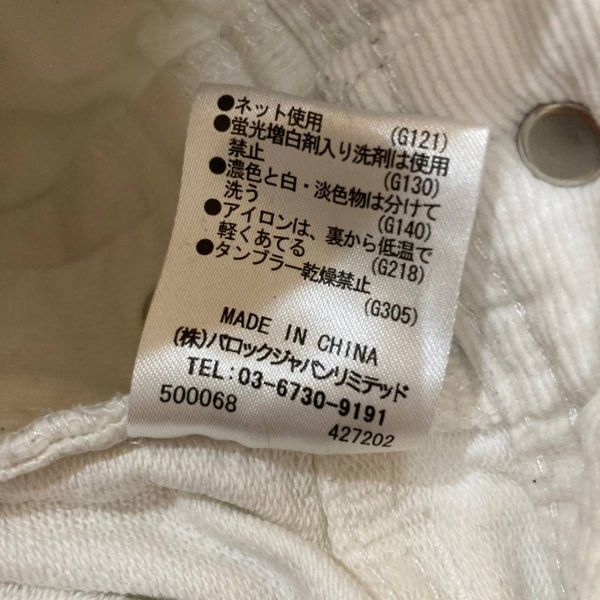 ●ネット使用 (G121)
●蛍光増白剤入り洗剤は使用
禁止 (G130)
●濃色と白・淡色物は分けて
洗う (G140)
●アイロンは、裏から低温で
軽くあてる (G218)
●タンブラー乾燥禁止
(G305)
MADE IN CHINA
(株)バロックジャパンリミテッド
TEL:03-6730-9191
500068
427202